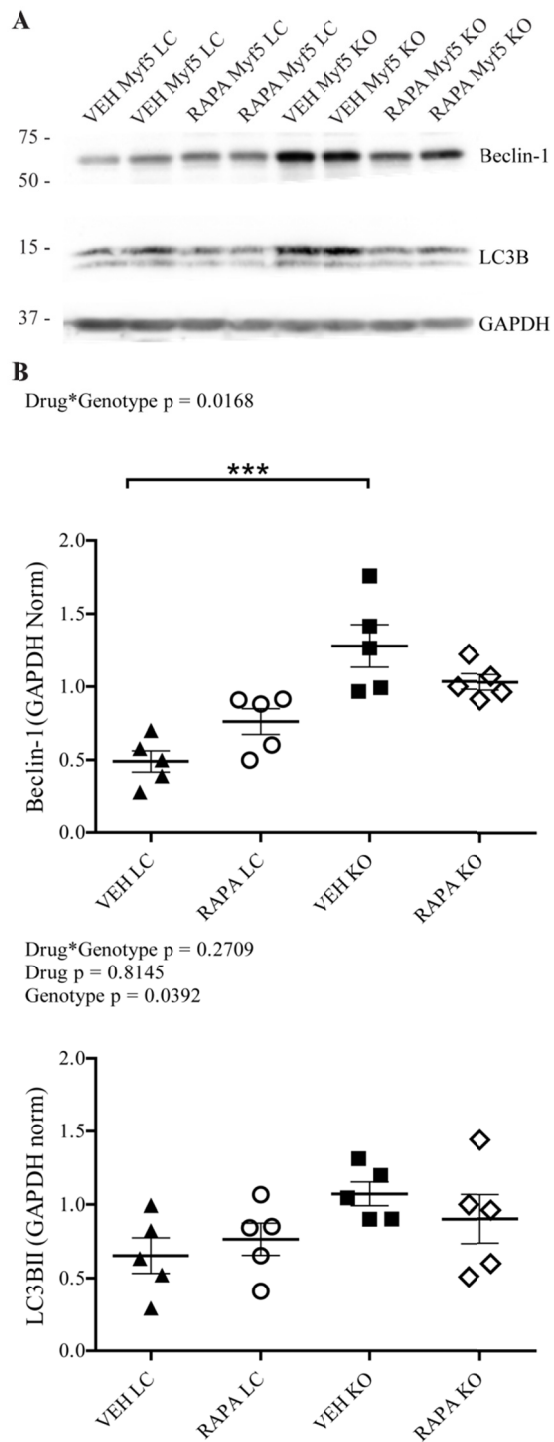 A
VEH Myf5 LC
VEH Myf5 LC
RAPA Myf5 LC
RAPA Myf5 LC
VEH Myf5 KO
VEH Myf5 KO
RAPA Myf5 KO
RAPA Myf5 KO
75 -
Beclin-1
50 -
15 -
LC3B
37 -
GAPDH
B
Drug*Genotype p = 0.0168
***
2.0
1.5
1.0
0.5
0.0
Beclin-1(GAPDH Norm)
VEH LC
RAPA LC
VEH KO
RAPA KO
Drug*Genotype p = 0.2709
Drug p = 0.8145
Genotype p = 0.0392
2.0
1.5
1.0
0.5
0.0
LC3BII (GAPDH norm)
VEH LC
RAPA LC
VEH KO
RAPA KO